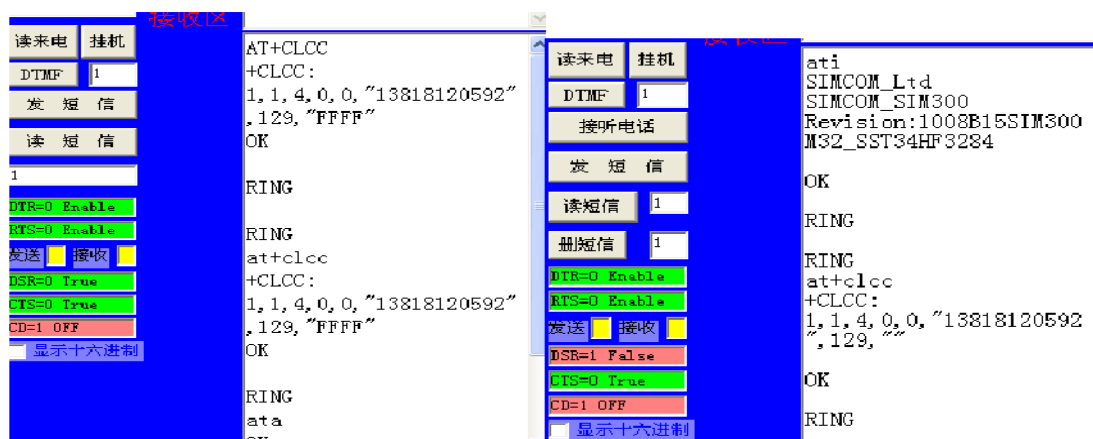 接收区
读来电 挂机
DTMF 1
发 短 信
读 短 信
1
DTR=0 Enable
RTS=0 Enable
发送 接收
DSR=0 True
CTS=0 True
CD=1 OFF
显示十六进制
AT+CLCC
+CLCC:
1,1,4,0,0,"13818120592"
,129,"FFFF"
OK
RING
RING
at+clcc
+CLCC:
1,1,4,0,0,"13818120592"
,129,"FFFF"
OK
RING
ata
读来电 挂机
DTMF 1
接听电话
发 短 信
读短信 1
删短信 1
DTR=0 Enable
RTS=0 Enable
发送 接收
DSR=1 False
CTS=0 True
CD=1 OFF
显示十六进制
ati
SIMCOM_Ltd
SIMCOM_SIM300
Revision:1008B15SIM300
M32_SST34HF3284
OK
RING
RING
at+clcc
+CLCC:
1,1,4,0,0,"13818120592
",129,""
OK
RING